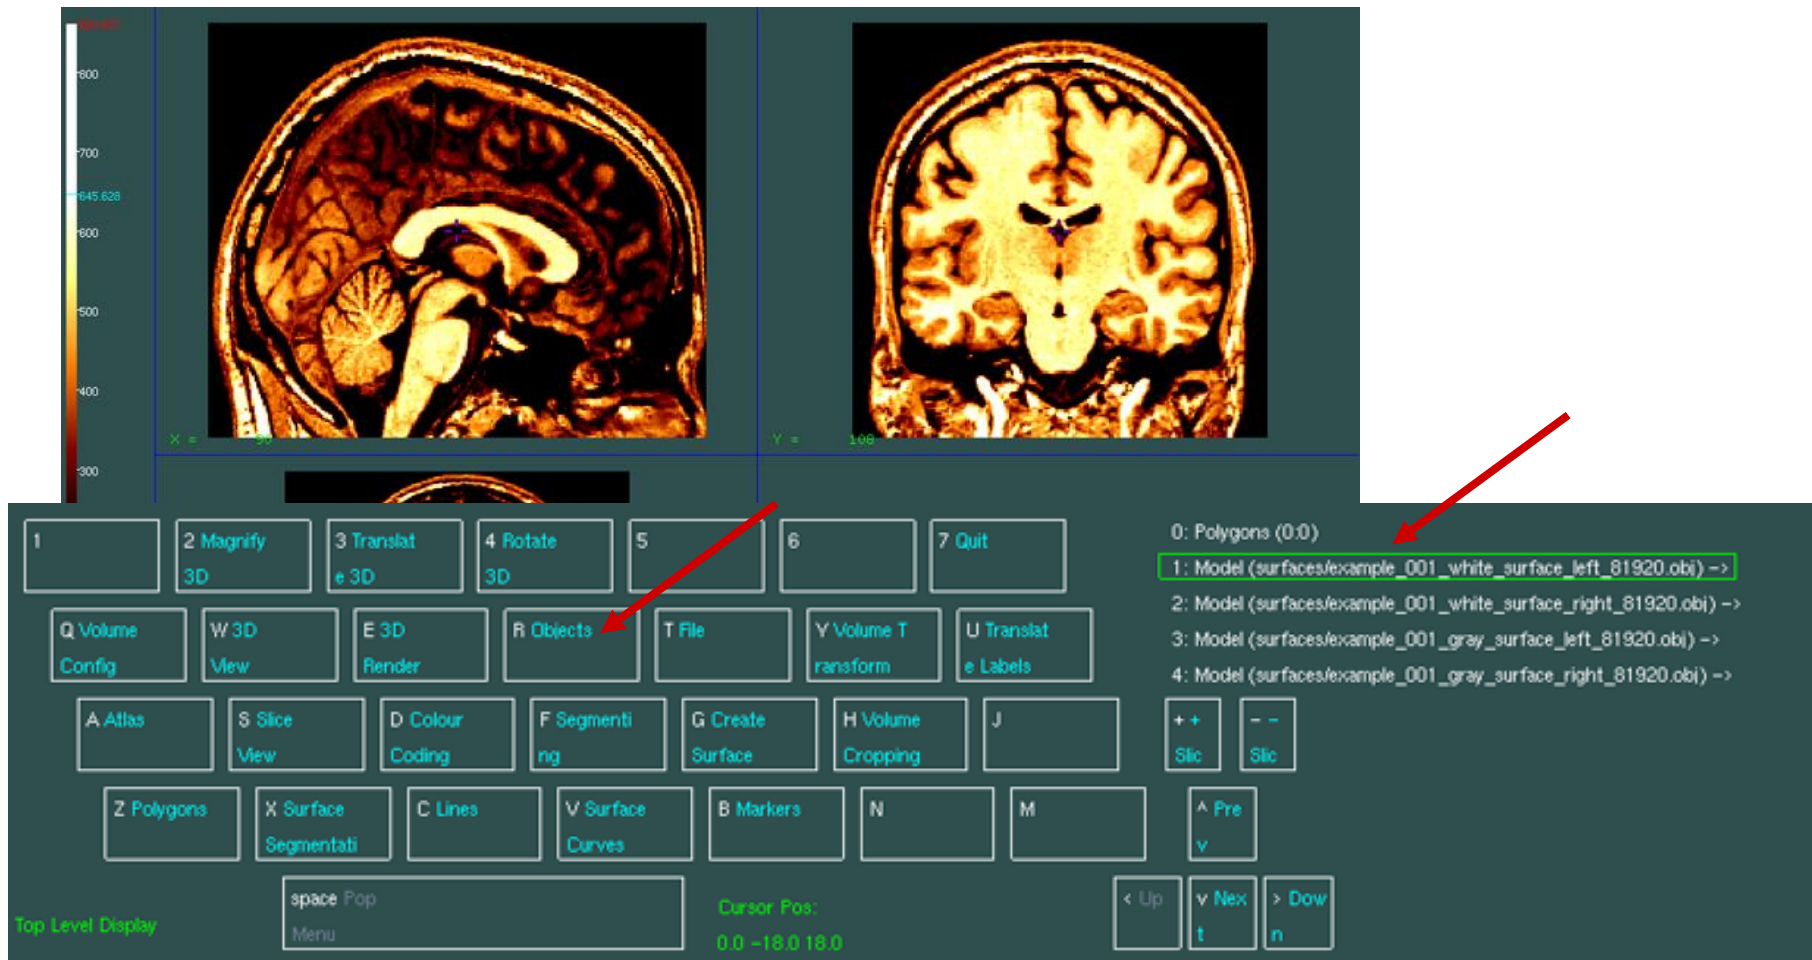 800
700
645.628
600
500
400
300
X =
Y = 108
1
2 Magnify
3D
3 Translat
e 3D
4 Rotate
3D
5
6
7 Quit
Q Volume
Config
W 3D
View
E 3D
Render
R Objects
T File
Y Volume T
ransform
U Translat
e Labels
A Atlas
S Slice
View
D Colour
Coding
F Segmenti
ng
G Create
Surface
H Volume
Cropping
J
Z Polygons
X Surface
Segmentati
C Lines
V Surface
Curves
B Markers
N
M
space Pop
Menu
Top Level Display
Cursor Pos:
0.0 -18.0 18.0
0: Polygons (0:0)
1: Model (surfaces/example_001_white_surface_left_81920.obj) ->
2: Model (surfaces/example_001_white_surface_right_81920.obj) ->
3: Model (surfaces/example_001_gray_surface_left_81920.obj) ->
4: Model (surfaces/example_001_gray_surface_right_81920.obj) ->
+ +
Slic
- -
Slic
^ Pre
v
< Up
v Nex
t
> Dow
n